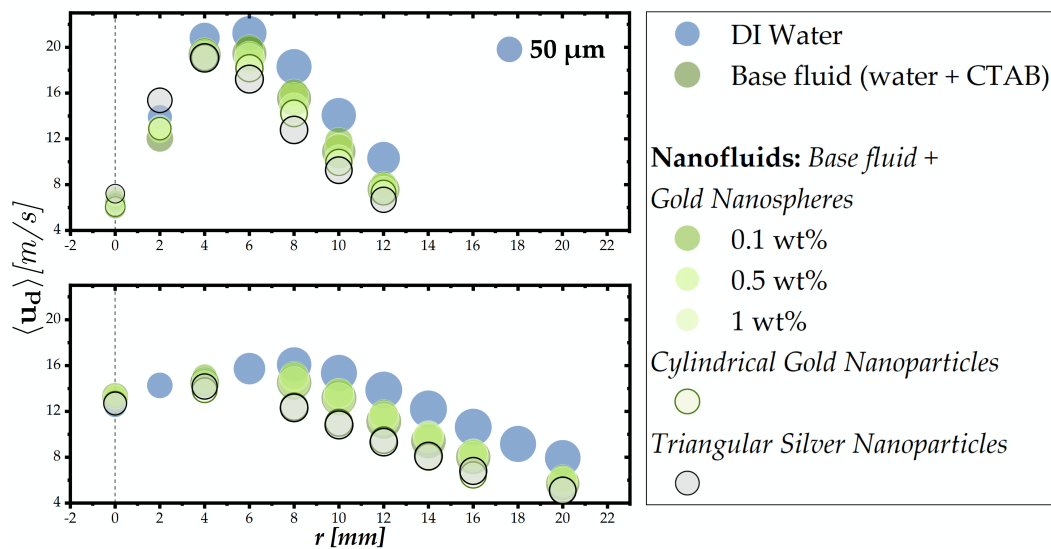 20
16
12
8
4
-2 0 2 4 6 8 10 12 14 16 18 20 22
50 µm
⟨u_d⟩ [m/s]
20
16
12
8
4
-2 0 2 4 6 8 10 12 14 16 18 20 22
r [mm]
DI Water
Base fluid (water + CTAB)
Nanofluids: Base fluid +
Gold Nanospheres
0.1 wt%
0.5 wt%
1 wt%
Cylindrical Gold Nanoparticles
Triangular Silver Nanoparticles